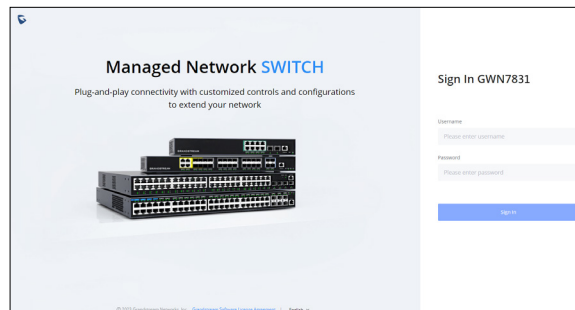 Managed Network SWITCH
Plug-and-play connectivity with customized controls and configurations
to extend your network
Sign In GWN7831
Username
Please enter username
Password
Please enter password
Sign In
English